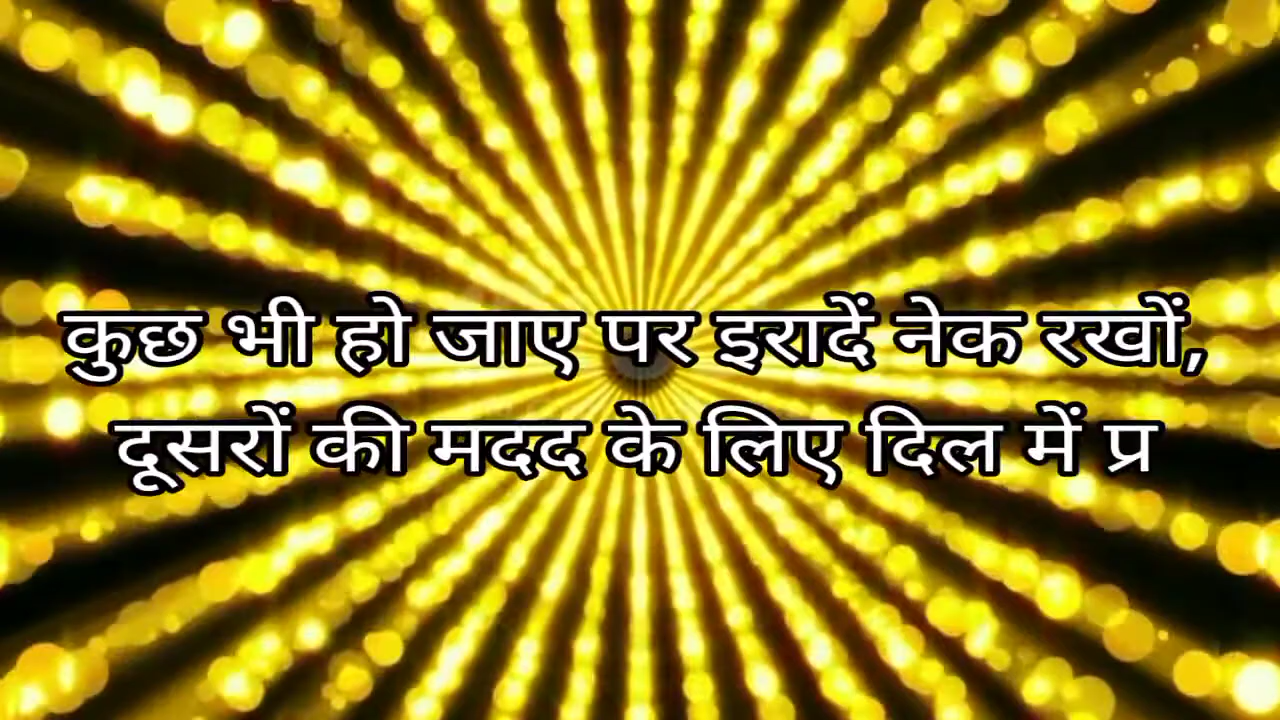 कुछ भी हो जाए पर इरादें नेक रखों,
दूसरों की मदद के लिए दिल में प्र